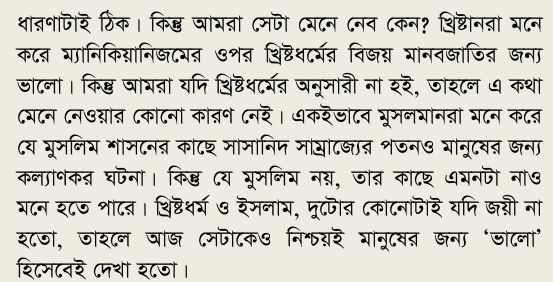 ধারণাটাই ঠিক। কিন্তু আমরা সেটা মেনে নেব কেন? খ্রিষ্টানরা মনে
করে ম্যানিকিয়ানিজমের ওপর খ্রিষ্টধর্মের বিজয় মানবজাতির জন্য
ভালো। কিন্তু আমরা যদি খ্রিষ্টধর্মের অনুসারী না হই, তাহলে এ কথা
মেনে নেওয়ার কোনো কারণ নেই। একইভাবে মুসলমানরা মনে করে
যে মুসলিম শাসনের কাছে সাসানিদ সাম্রাজ্যের পতনও মানুষের জন্য
কল্যাণকর ঘটনা। কিন্তু যে মুসলিম নয়, তার কাছে এমনটা নাও
মনে হতে পারে। খ্রিষ্টধর্ম ও ইসলাম, দুটোর কোনোটাই যদি জয়ী না
হতো, তাহলে আজ সেটাকেও নিশ্চয়ই মানুষের জন্য ‘ভালো’
হিসেবেই দেখা হতো।